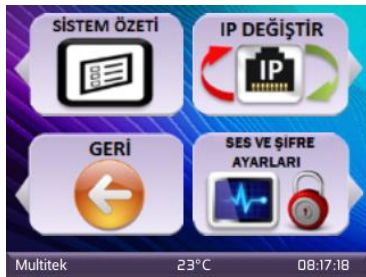 SİSTEM ÖZETİ
IP DEĞİŞTİR
IP
GERİ
SES VE ŞİFRE
AYARLARI
Multitek 23°C 08:17:18